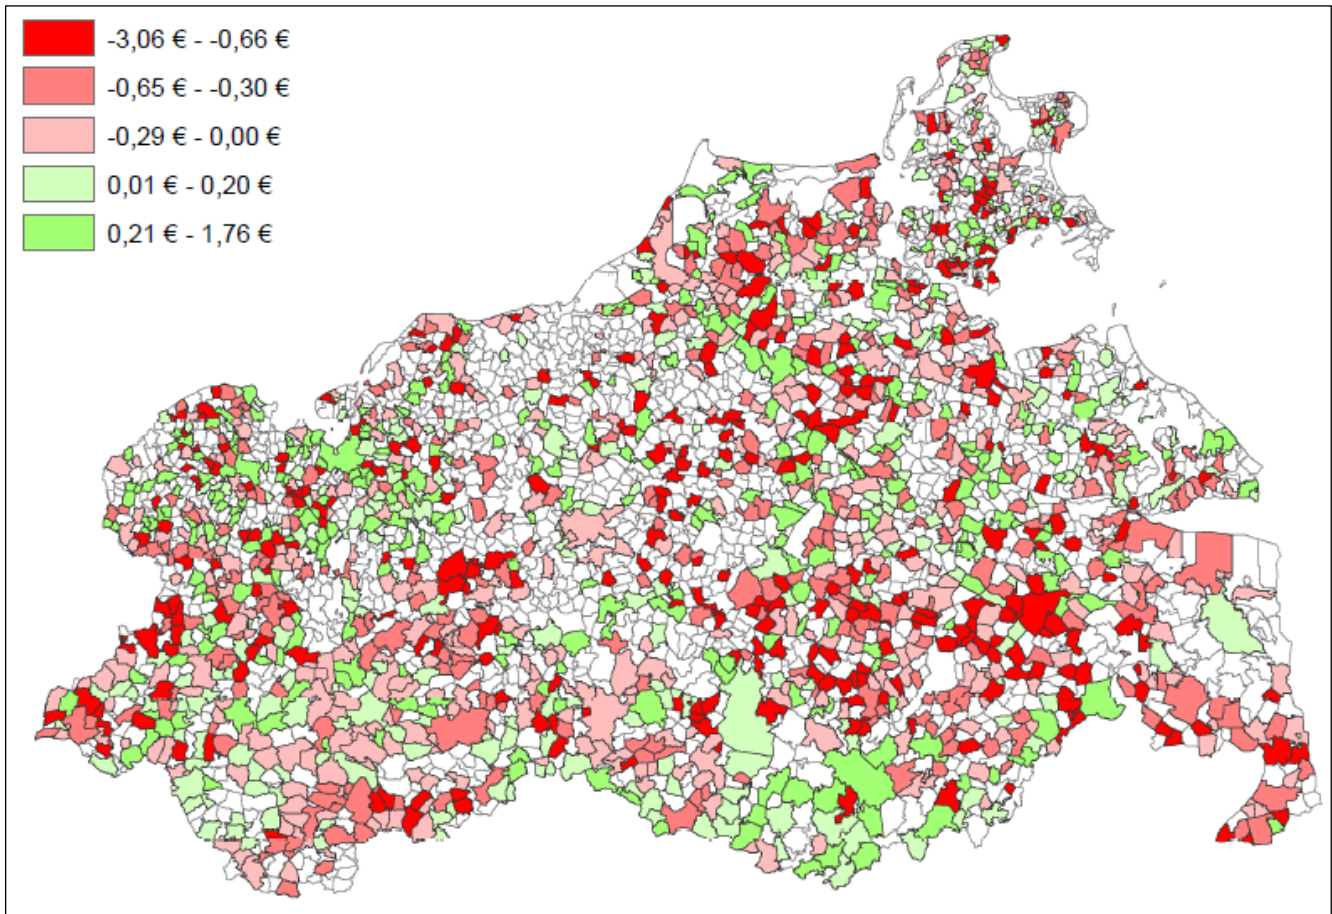 -3,06 € - -0,66 €
-0,65 € - -0,30 €
-0,29 € - 0,00 €
0,01 € - 0,20 €
0,21 € - 1,76 €